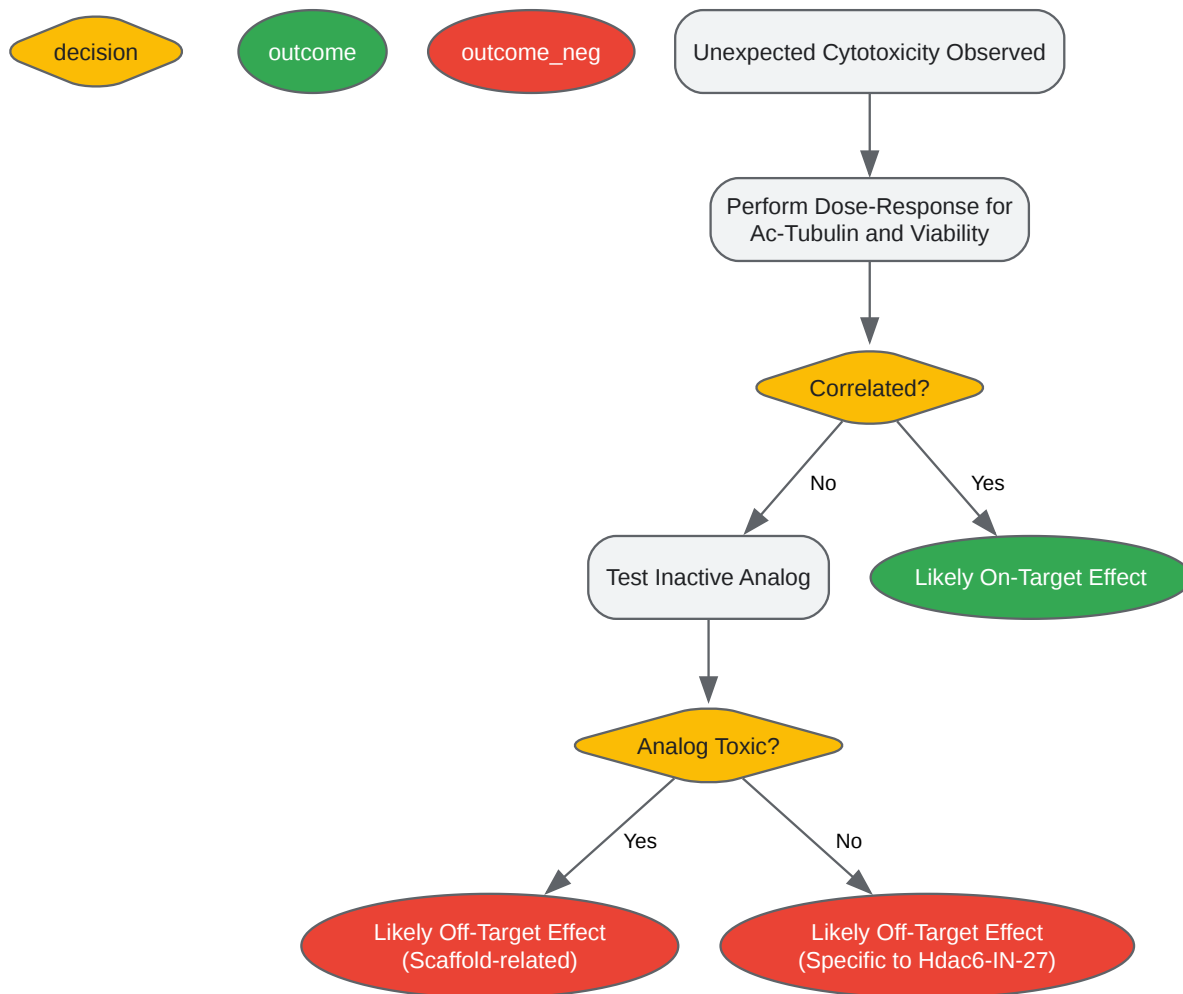 decision
outcome
outcome_neg
Unexpected Cytotoxicity Observed
Perform Dose-Response for
Ac-Tubulin and Viability
Correlated?
No
Yes
Test Inactive Analog
Likely On-Target Effect
Analog Toxic?
Yes
No
Likely Off-Target Effect
(Scaffold-related)
Likely Off-Target Effect
(Specific to Hdac6-IN-27)